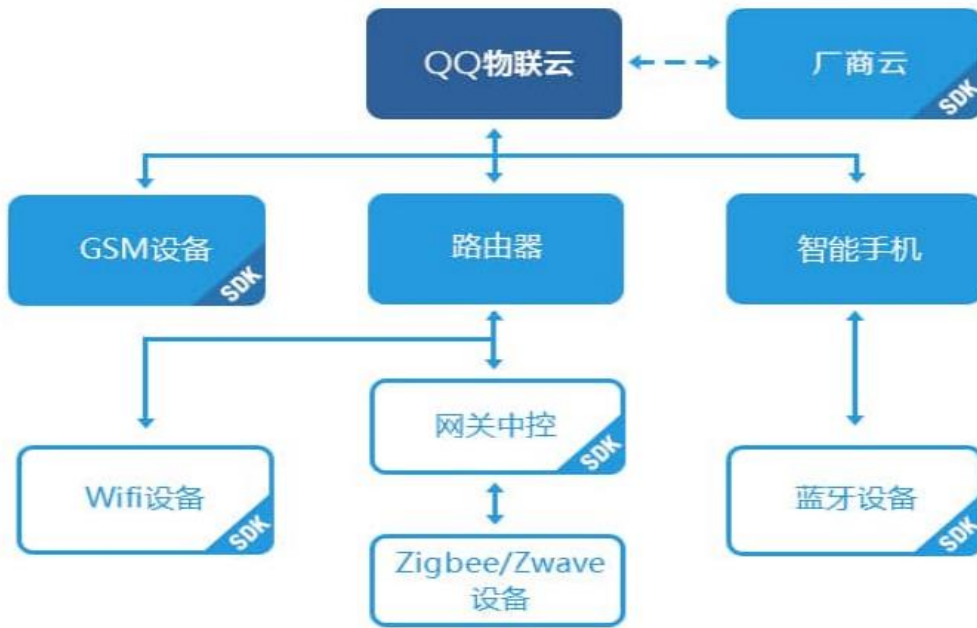 QQ物联云
厂商云
SDK
GSM设备
SDK
路由器
智能手机
网关中控
SDK
Wifi设备
SDK
蓝牙设备
SDK
Zigbee/Zwave
设备